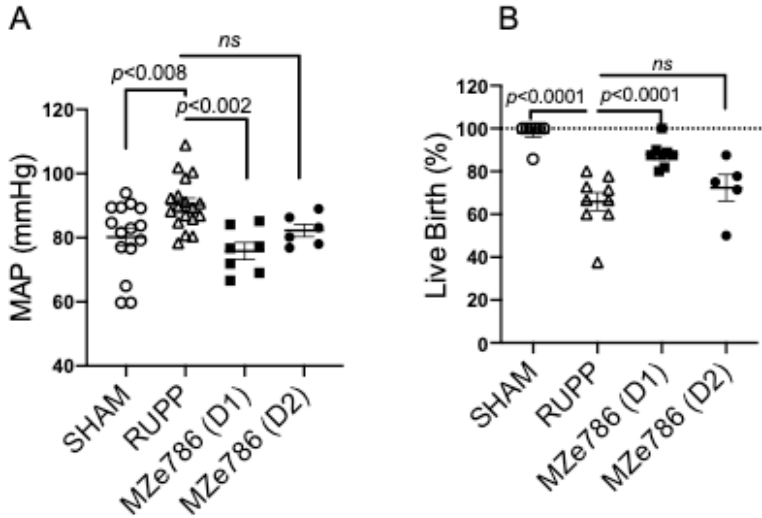 A
ns
p<0.008
p<0.002
MAP (mmHg)
120
100
80
60
40
SHAM
RUPP
MZe786 (D1)
MZe786 (D2)
B
ns
p<0.0001
p<0.0001
Live Birth (%)
120
100
80
60
40
20
0
SHAM
RUPP
MZe786 (D1)
MZe786 (D2)